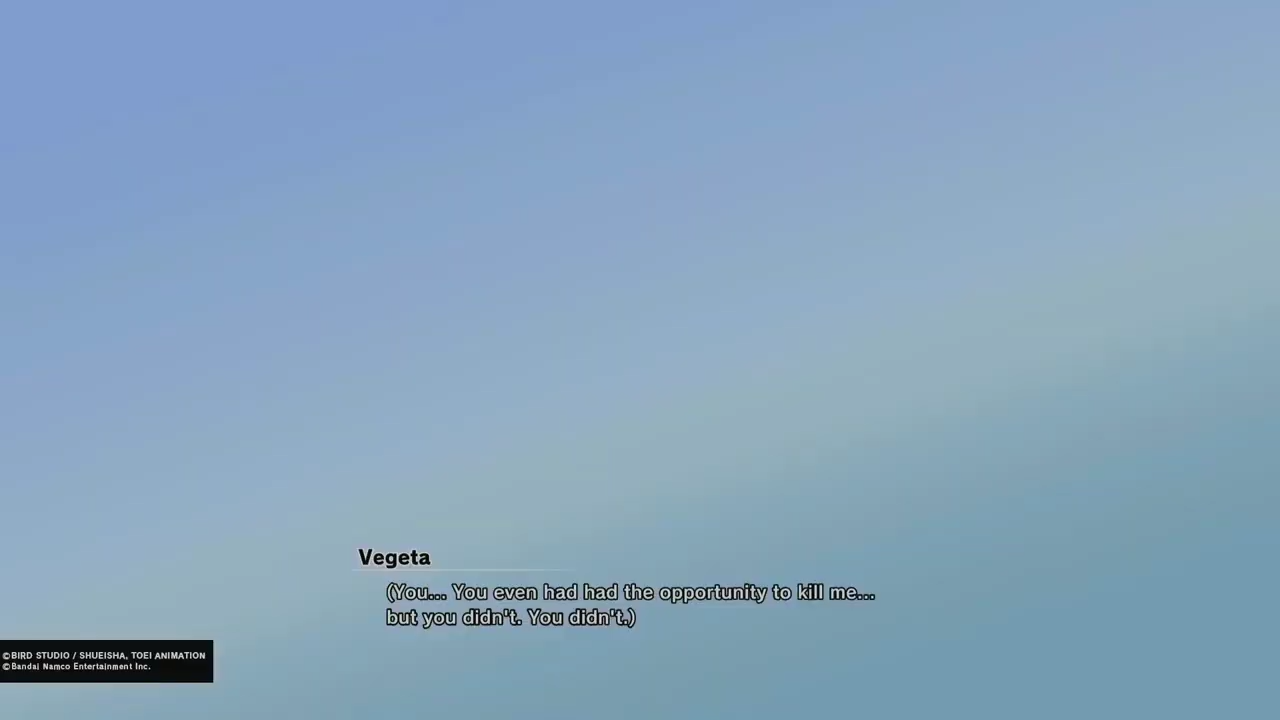 Vegeta
(You... You even had had the opportunity to kill me...
but you didn't. You didn't.)
©BIRD STUDIO / SHUEISHA, TOEI ANIMATION
©Bandai Namco Entertainment Inc.